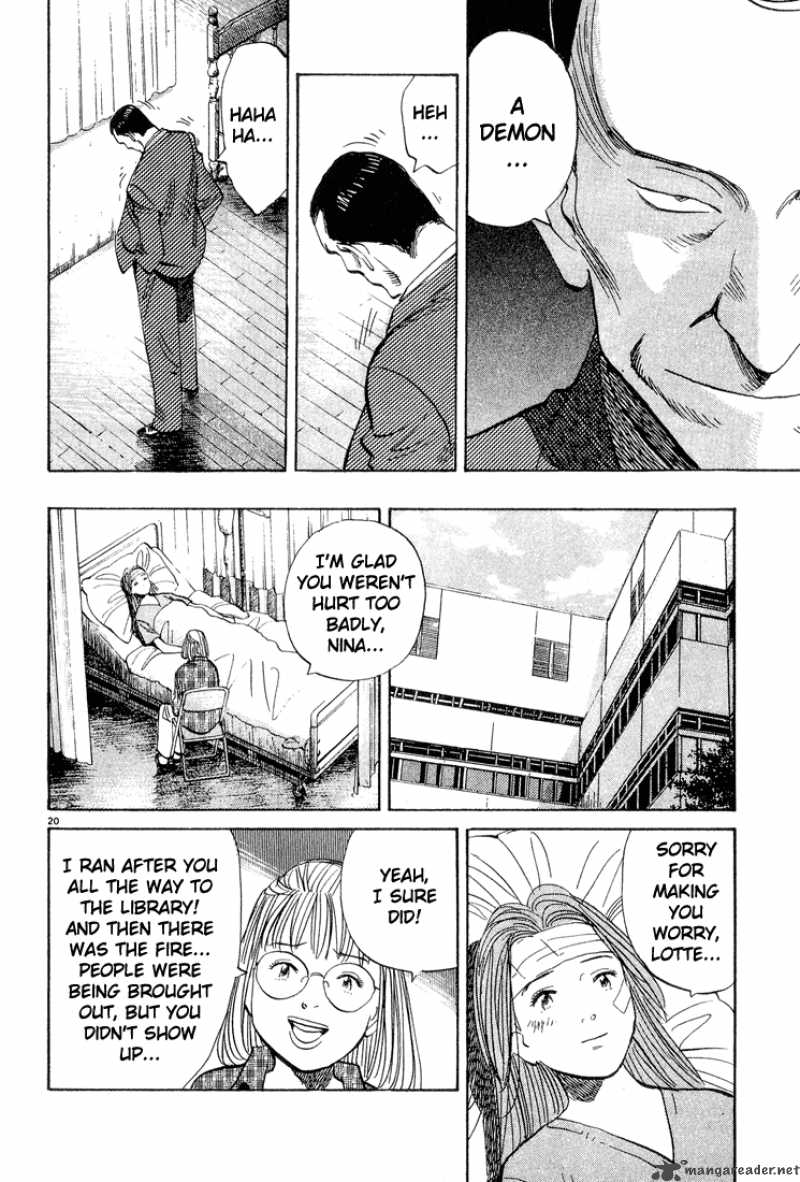 A
DEMON
...
HEH
...
HAHA
HA...
I'M GLAD
YOU WEREN'T
HURT TOO
BADLY,
NINA...
20
SORRY
FOR
MAKING
YOU
WORRY,
LOTTE...
YEAH,
I SURE
DID!
I RAN AFTER YOU
ALL THE WAY TO
THE LIBRARY!
AND THEN THERE
WAS THE FIRE...
PEOPLE WERE
BEING BROUGHT
OUT, BUT YOU
DIDN'T SHOW
UP...
mangareader.net